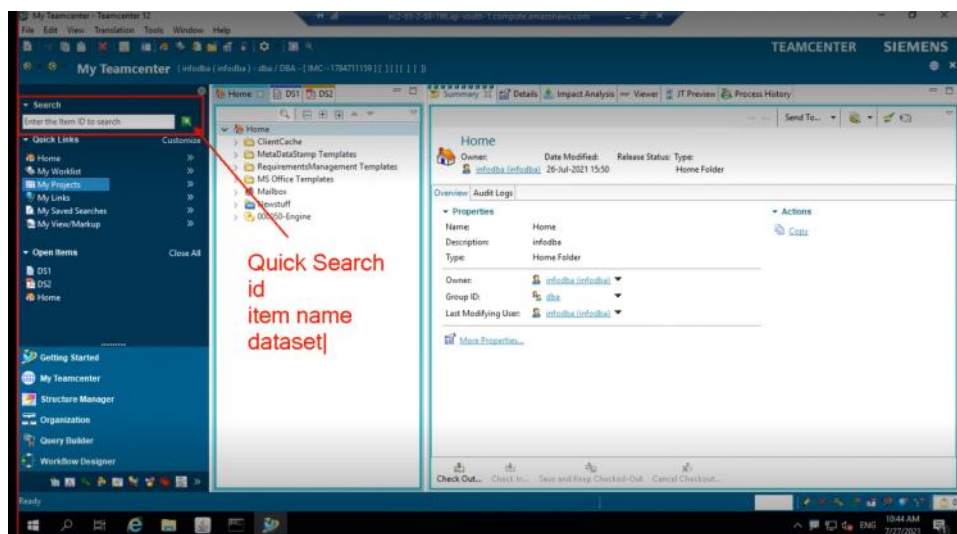 My Teamcenter - Teamcenter 12
File Edit View Translation Tools Window Help
TEAMCENTER SIEMENS
My Teamcenter
Home DS1 DS2
Summary Details Impact Analysis Viewer JT Preview Process History
Search
Enter the Item ID to search
Send To...
Quick Links Customize
Home
My Worklist
My Projects
My Links
My Saved Searches
My View/Markup
Open Items Close All
DS1
DS2
Home
Getting Started
My Teamcenter
Structure Manager
Organization
Query Builder
Workflow Designer
Home
ClientCache
MetaDataStamp Templates
RequirementsManagement Templates
MS Office Templates
Mailbox
Newstuff
000050-Engine
Quick Search
id
item name
dataset
Home
Owner: Date Modified: Release Status: Type:
infodba (infodba) 26-Jul-2021 15:50 Home Folder
Overview Audit Logs
Properties Actions
Name: Home Copy
Description: infodba
Type: Home Folder
Owner: infodba (infodba)
Group ID: dba
Last Modifying User: infodba (infodba)
More Properties...
Check Out... Check In... Save and Keep Checked-Out Cancel Checkout...
Ready
ENG
10:44 AM
7/27/2021